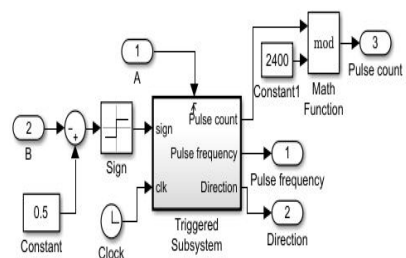 1
A
2400
Constant1
mod
Math
Function
3
Pulse count
2
B
-
+
Sign
sign
Pulse count
Pulse frequency
clk
Direction
Triggered
Subsystem
1
Pulse frequency
2
Direction
0.5
Constant
Clock